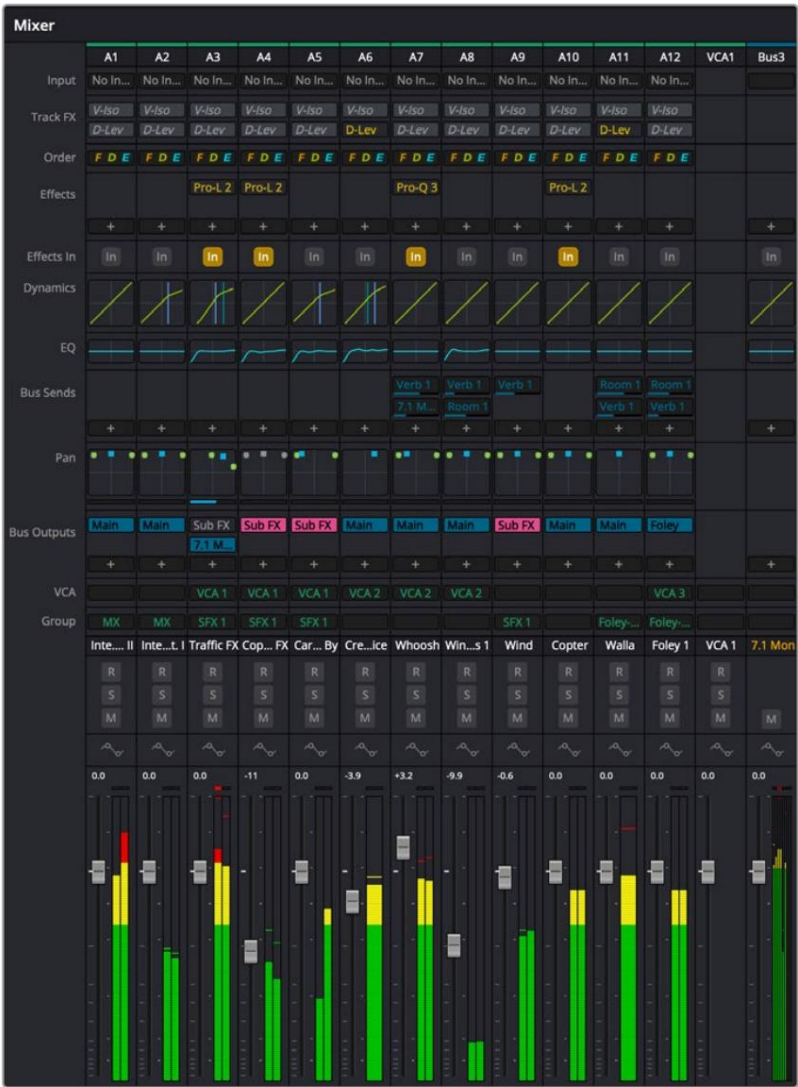 Mixer
A1 A2 A3 A4 A5 A6 A7 A8 A9 A10 A11 A12 VCA1 Bus3
Input No In... No In... No In... No In... No In... No In... No In... No In... No In... No In... No In... No In...
Track FX V-Iso V-Iso V-Iso V-Iso V-Iso V-Iso V-Iso V-Iso V-Iso V-Iso V-Iso V-Iso
D-Lev D-Lev D-Lev D-Lev D-Lev D-Lev D-Lev D-Lev D-Lev D-Lev D-Lev D-Lev
Order F D E F D E F D E F D E F D E F D E F D E F D E F D E F D E F D E F D E
Effects Pro-L 2 Pro-L 2 Pro-Q 3 Pro-L 2
+ + + + + + + + + + + + +
Effects In In In In In In In In In In In In In In
Dynamics
EQ
Bus Sends Verb 1 Verb 1 Verb 1 Room 1 Room 1
7.1 M... Room 1 Verb 1 Verb 1
+ + + + + + + + + + + + +
Pan
Bus Outputs Main Main Sub FX Sub FX Sub FX Main Main Main Sub FX Main Main Foley
7.1 M...
+ + + + + + + + + + + + +
VCA VCA 1 VCA 1 VCA 1 VCA 2 VCA 2 VCA 2 VCA 3
Group MX MX SFX 1 SFX 1 SFX 1 SFX 1 Foley-... Foley-...
Inte.... II Inte...t. I Traffic FX Cop... FX Car... By Cre...ice Whoosh Win...s 1 Wind Copter Walla Foley 1 VCA 1 7.1 Mon
R R R R R R R R R R R R R
S S S S S S S S S S S S S
M M M M M M M M M M M M M M
0.0 0.0 0.0 -11 0.0 -3.9 +3.2 -9.9 -0.6 0.0 0.0 0.0 0.0 0.0